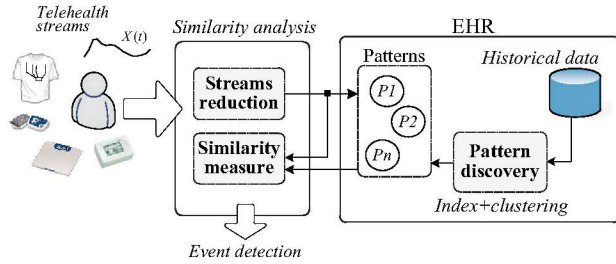 Telehealth
streams
X(t)
Similarity analysis
Streams
reduction
Similarity
measure
Event detection
EHR
Patterns
P1
P2
Pn
Historical data
Pattern
discovery
Index+clustering